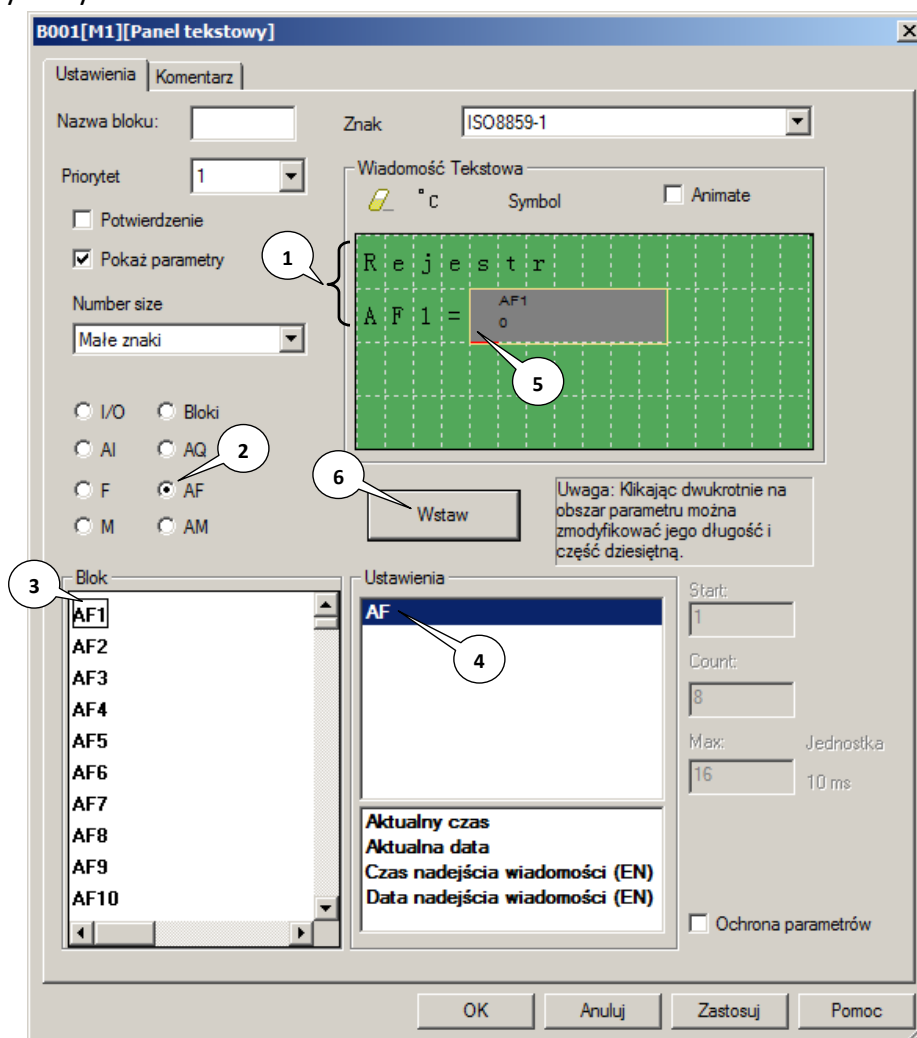 B001[M1][Panel tekstowy]
Ustawienia Komentarz
Nazwa bloku: Znak ISO8859-1
Priorytet 1
Wiadomość Tekstowa
°C Symbol Animate
Potwierdzenie
Pokaż parametry
1
Rejestr
AF1=
AF1
0
Number size
Małe znaki
5
I/O Bloki
AI AQ
2
F AF
M AM
6
Wstaw
Uwaga: Klikając dwukrotnie na
obszar parametru można
zmodyfikować jego długość i
część dziesiętną.
3
Blok
AF1
AF2
AF3
AF4
AF5
AF6
AF7
AF8
AF9
AF10
Ustawienia
AF
4
Aktualny czas
Aktualna data
Czas nadejścia wiadomości (EN)
Data nadejścia wiadomości (EN)
Start:
1
Count:
8
Max: Jednostka
16 10 ms
Ochrona parametrów
OK Anuluj Zastosuj Pomoc